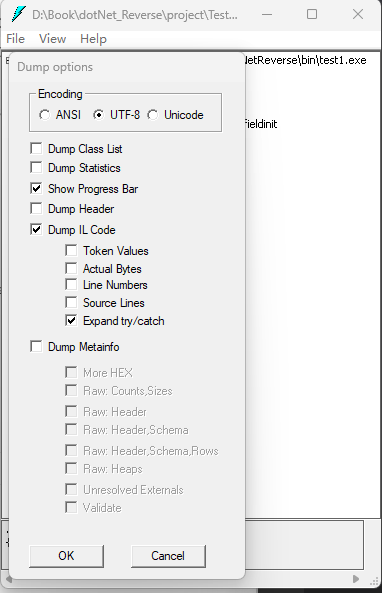 D:\Book\dotNet_Reverse\project\Test...
File View Help
NetReverse\bin\test1.exe
Dump options
Encoding
ANSI UTF-8 Unicode
fieldinit
Dump Class List
Dump Statistics
Show Progress Bar
Dump Header
Dump IL Code
Token Values
Actual Bytes
Line Numbers
Source Lines
Expand try/catch
Dump Metainfo
More HEX
Raw: Counts,Sizes
Raw: Header
Raw: Header,Schema
Raw: Header,Schema,Rows
Raw: Heaps
Unresolved Externals
Validate
OK Cancel